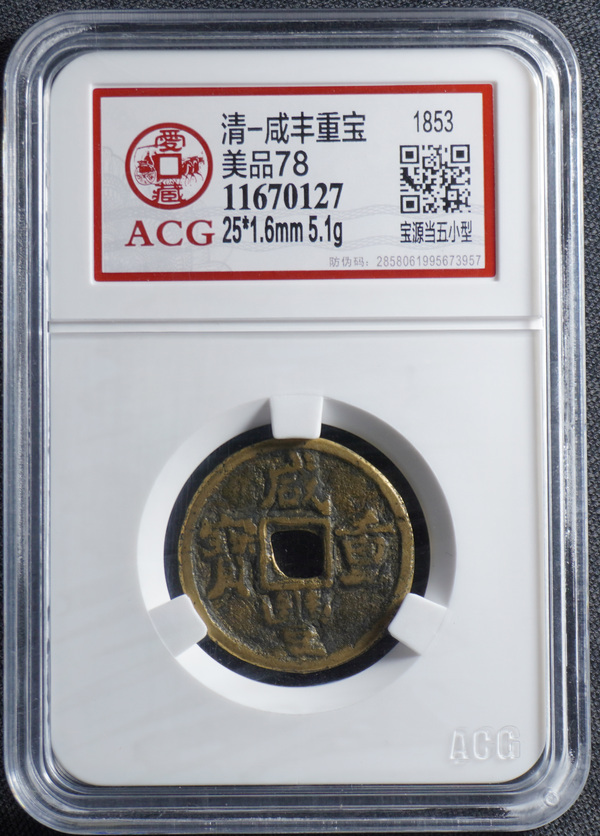 愛
藏
ACG
清-咸丰重宝
美品78
11670127
25*1.6mm 5.1g
1853
宝源当五小型
防伪码：2858061995673957
咸
重
豐
寶
ACG